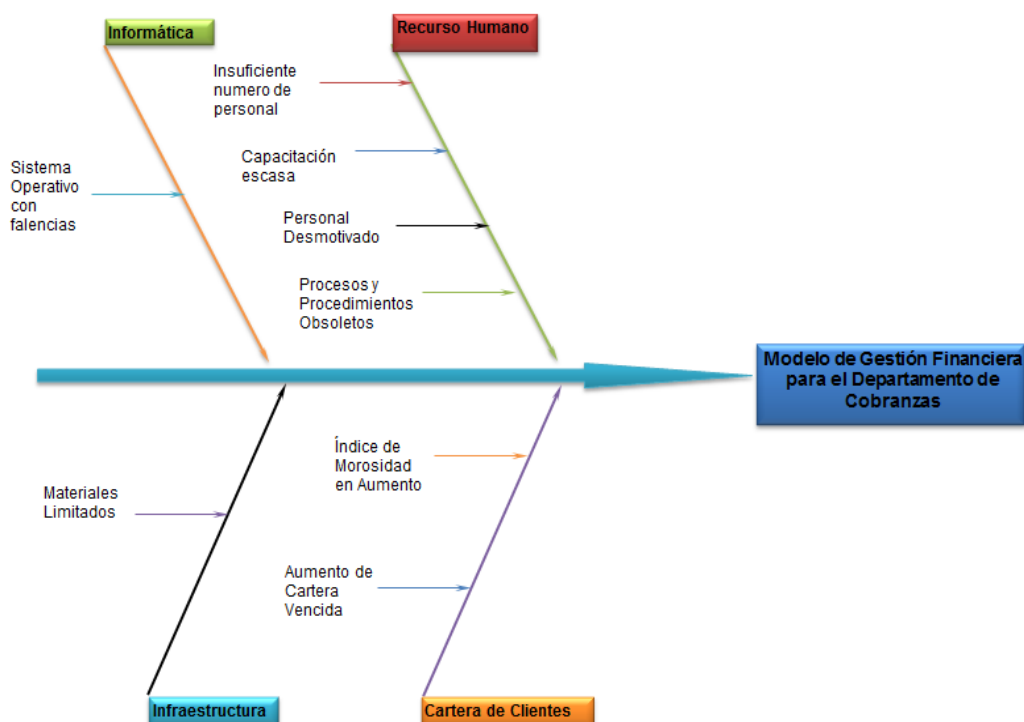 Informática
Recurso Humano
Insuficiente
numero de
personal
Capacitación
escasa
Sistema
Operativo
con
falencias
Personal
Desmotivado
Procesos y
Procedimientos
Obsoletos
Modelo de Gestión Financiera
para el Departamento de
Cobranzas
Índice de
Morosidad
en Aumento
Materiales
Limitados
Aumento de
Cartera
Vencida
Infraestructura
Cartera de Clientes